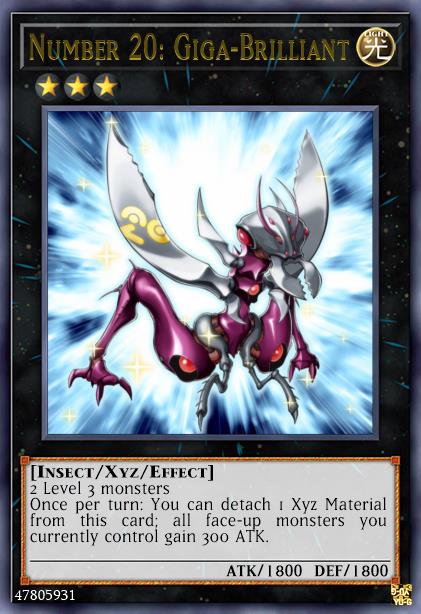 Number 20: Giga-Brilliant
LIGHT
光
20
[Insect/Xyz/Effect]
2 Level 3 monsters
Once per turn: You can detach 1 Xyz Material
from this card; all face-up monsters you
currently control gain 300 ATK.
ATK/1800 DEF/1800
47805931